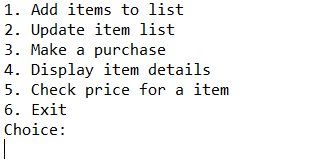 1. Add items to list
2. Update item list
3. Make a purchase
4. Display item details
5. Check price for a item
6. Exit
Choice: